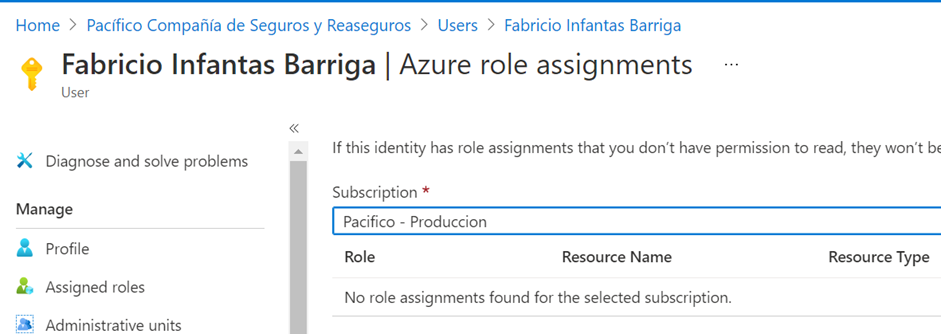 Home > Pacífico Compañía de Seguros y Reaseguros > Users > Fabricio Infantas Barriga
Fabricio Infantas Barriga | Azure role assignments ...
User
«
Diagnose and solve problems
If this identity has role assignments that you don't have permission to read, they won't be
Manage
Subscription *
Pacifico - Produccion
Profile
Role Resource Name Resource Type
Assigned roles
No role assignments found for the selected subscription.
Administrative units